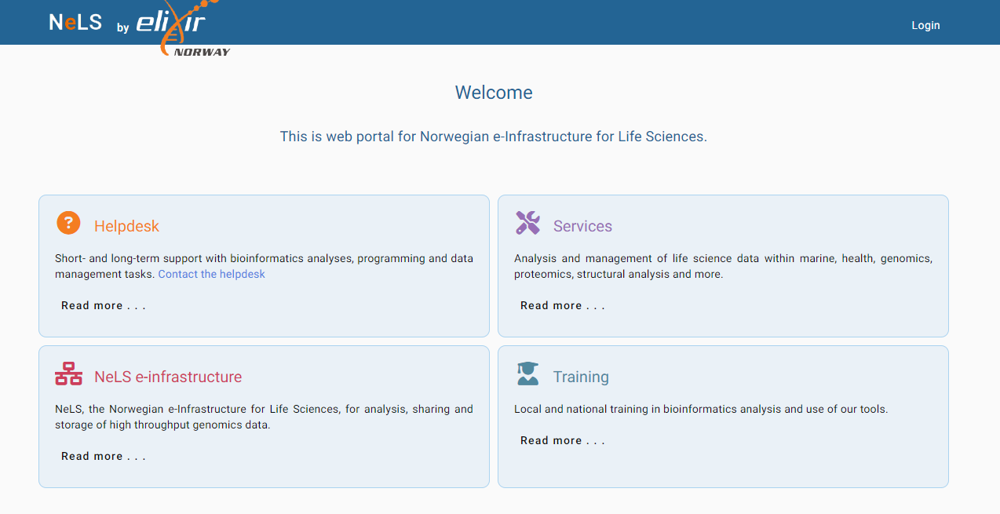 NeLS by elixir
NORWAY
Login
Welcome
This is web portal for Norwegian e-Infrastructure for Life Sciences.
Helpdesk
Short- and long-term support with bioinformatics analyses, programming and data
management tasks. Contact the helpdesk
Read more . . .
Services
Analysis and management of life science data within marine, health, genomics,
proteomics, structural analysis and more.
Read more . . .
NeLS e-infrastructure
NeLS, the Norwegian e-Infrastructure for Life Sciences, for analysis, sharing and
storage of high throughput genomics data.
Read more . . .
Training
Local and national training in bioinformatics analysis and use of our tools.
Read more . . .